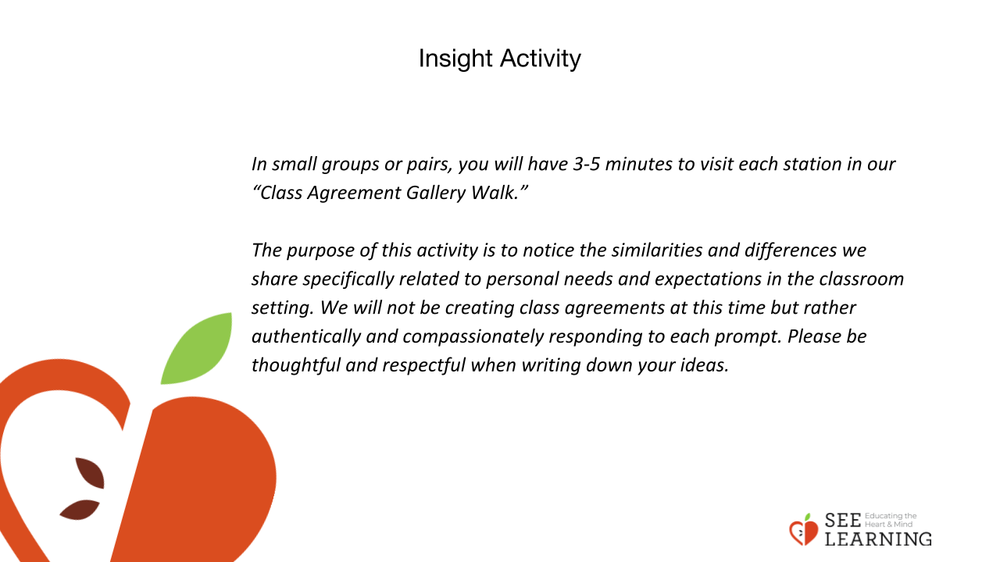 Insight Activity
In small groups or pairs, you will have 3-5 minutes to visit each station in our
“Class Agreement Gallery Walk.”
The purpose of this activity is to notice the similarities and differences we
share specifically related to personal needs and expectations in the classroom
setting. We will not be creating class agreements at this time but rather
authentically and compassionately responding to each prompt. Please be
thoughtful and respectful when writing down your ideas.
SEE Educating the
Heart & Mind
LEARNING